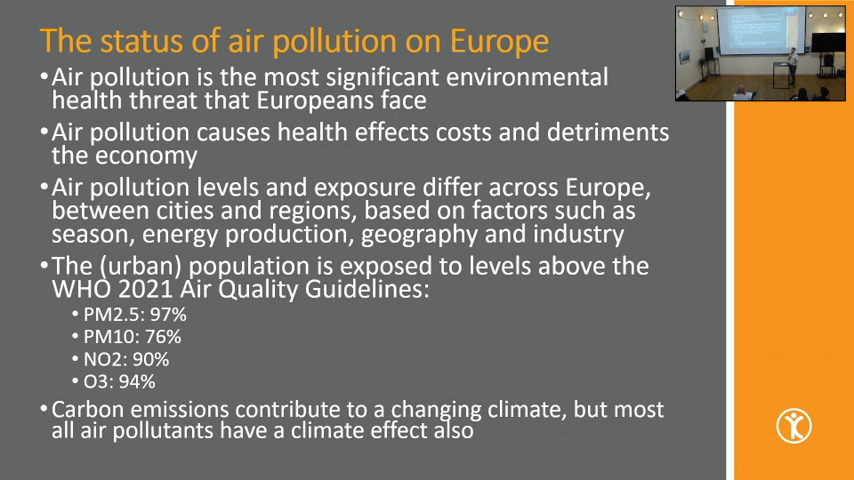 The status of air pollution on Europe
•Air pollution is the most significant environmental
health threat that Europeans face
•Air pollution causes health effects costs and detriments
the economy
•Air pollution levels and exposure differ across Europe,
between cities and regions, based on factors such as
season, energy production, geography and industry
•The (urban) population is exposed to levels above the
WHO 2021 Air Quality Guidelines:
• PM2.5: 97%
• PM10: 76%
• NO2: 90%
• O3: 94%
•Carbon emissions contribute to a changing climate, but most
all air pollutants have a climate effect also